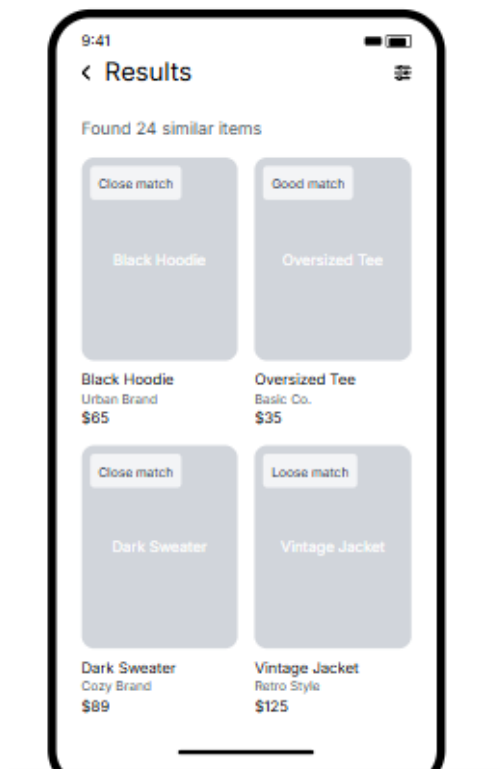 9:41
Results
Found 24 similar items
Close match
Black Hoodie
Black Hoodie
Urban Brand
$65
Good match
Oversized Tee
Oversized Tee
Basic Co.
$35
Close match
Dark Sweater
Dark Sweater
Cozy Brand
$89
Loose match
Vintage Jacket
Vintage Jacket
Retro Style
$125